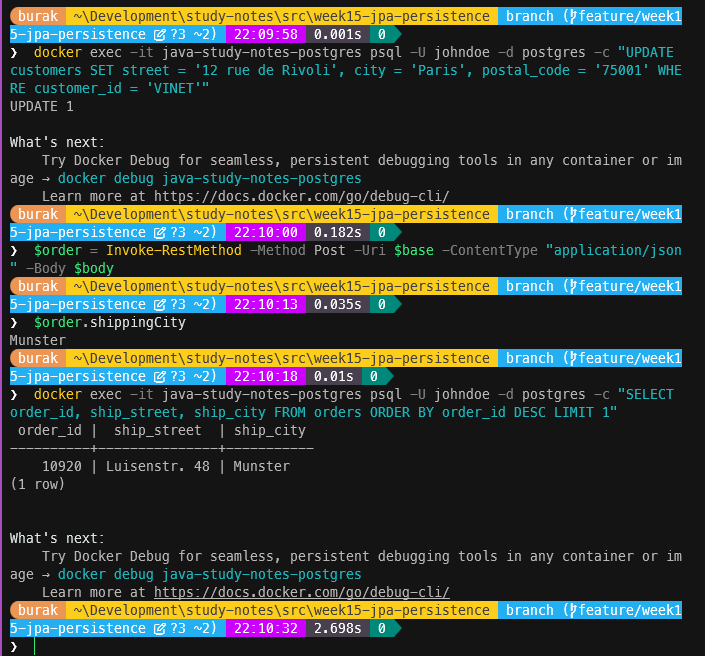 burak ~\Development\study-notes\src\week15-jpa-persistence branch (feature/week1
5-jpa-persistence ?3 ~2) 22:09:58 0.001s 0
❯ docker exec -it java-study-notes-postgres psql -U johndoe -d postgres -c "UPDATE
customers SET street = '12 rue de Rivoli', city = 'Paris', postal_code = '75001' WHE
RE customer_id = 'VINET'"
UPDATE 1
What's next:
Try Docker Debug for seamless, persistent debugging tools in any container or im
age → docker debug java-study-notes-postgres
Learn more at https://docs.docker.com/go/debug-cli/
burak ~\Development\study-notes\src\week15-jpa-persistence branch (feature/week1
5-jpa-persistence ?3 ~2) 22:10:00 0.182s 0
❯ $order = Invoke-RestMethod -Method Post -Uri $base -ContentType "application/json
" -Body $body
burak ~\Development\study-notes\src\week15-jpa-persistence branch (feature/week1
5-jpa-persistence ?3 ~2) 22:10:13 0.035s 0
❯ $order.shippingCity
Munster
burak ~\Development\study-notes\src\week15-jpa-persistence branch (feature/week1
5-jpa-persistence ?3 ~2) 22:10:18 0.01s 0
❯ docker exec -it java-study-notes-postgres psql -U johndoe -d postgres -c "SELECT
order_id, ship_street, ship_city FROM orders ORDER BY order_id DESC LIMIT 1"
order_id | ship_street | ship_city
----------+---------------+-----------
10920 | Luisenstr. 48 | Munster
(1 row)
What's next:
Try Docker Debug for seamless, persistent debugging tools in any container or im
age → docker debug java-study-notes-postgres
Learn more at https://docs.docker.com/go/debug-cli/
burak ~\Development\study-notes\src\week15-jpa-persistence branch (feature/week1
5-jpa-persistence ?3 ~2) 22:10:32 2.698s 0
❯